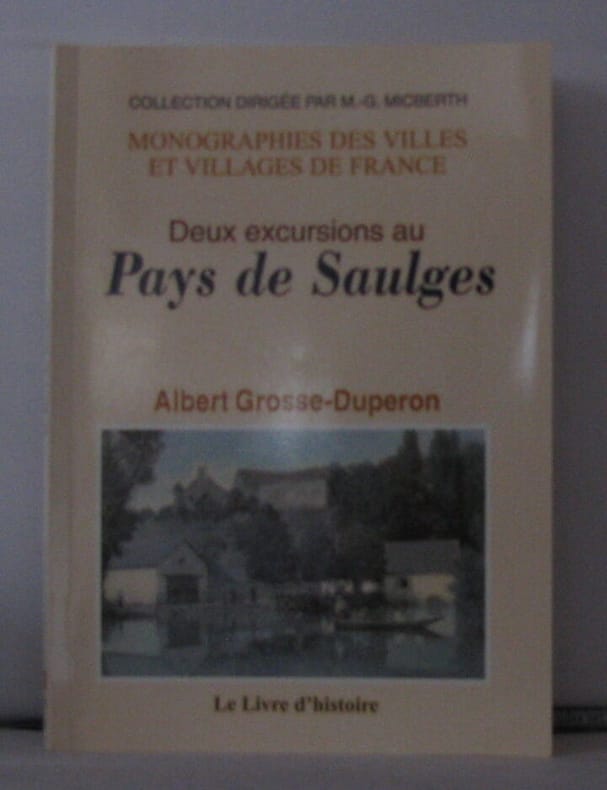 COLLECTION DIRIGÉE PAR M.-G. MICBERTH
MONOGRAPHIES DES VILLES
ET VILLAGES DE FRANCE
Deux excursions au
Pays de Saulges
Albert Grosse-Duperon
Le Livre d'histoire